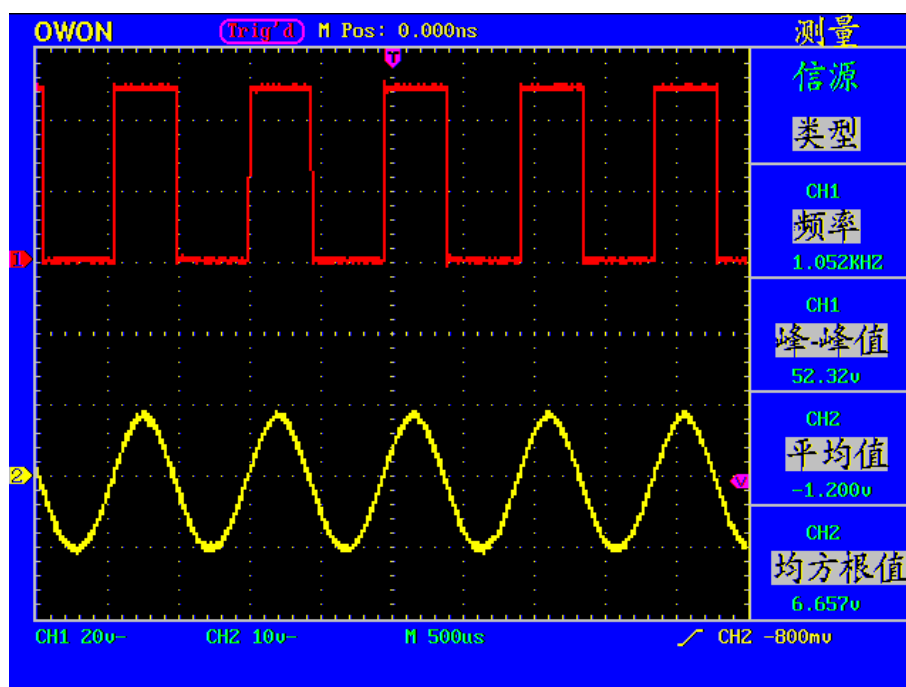 OWON Trig'd M Pos: 0.000ns 测量
T
信源
类型
CH1
频率
1.052KHZ
1
CH1
峰-峰值
52.32v
CH2
平均值
-1.200v
2
V
CH2
均方根值
6.657v
CH1 20v- CH2 10v- M 500us CH2 -800mv